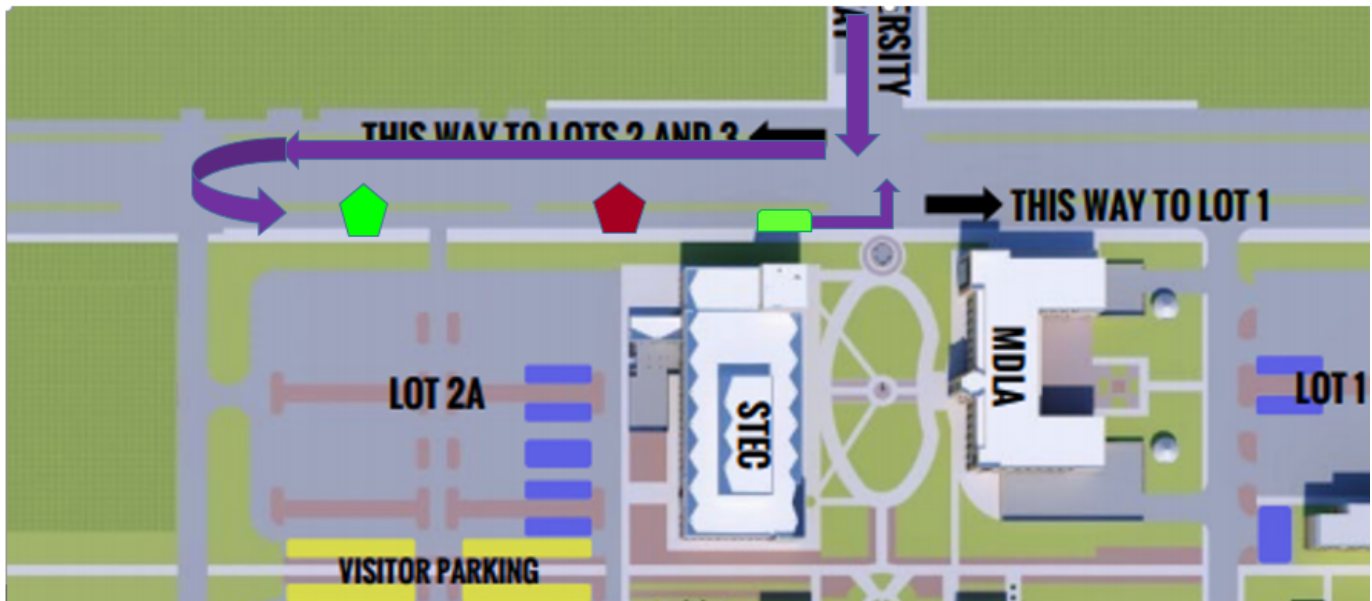 ERSITY
THIS WAY TO LOTS 2 AND 3
THIS WAY TO LOT 1
MDLA
LOT 2A
LOT 1
STEC
VISITOR PARKING